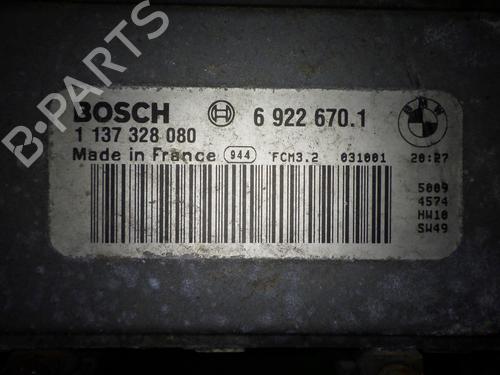 B-PARTS
BOSCH 6 922 670.1 BMW
1 137 328 080
Made in France 944 FCM3.2 031001 20:27
5009
4574
HW10
SW49